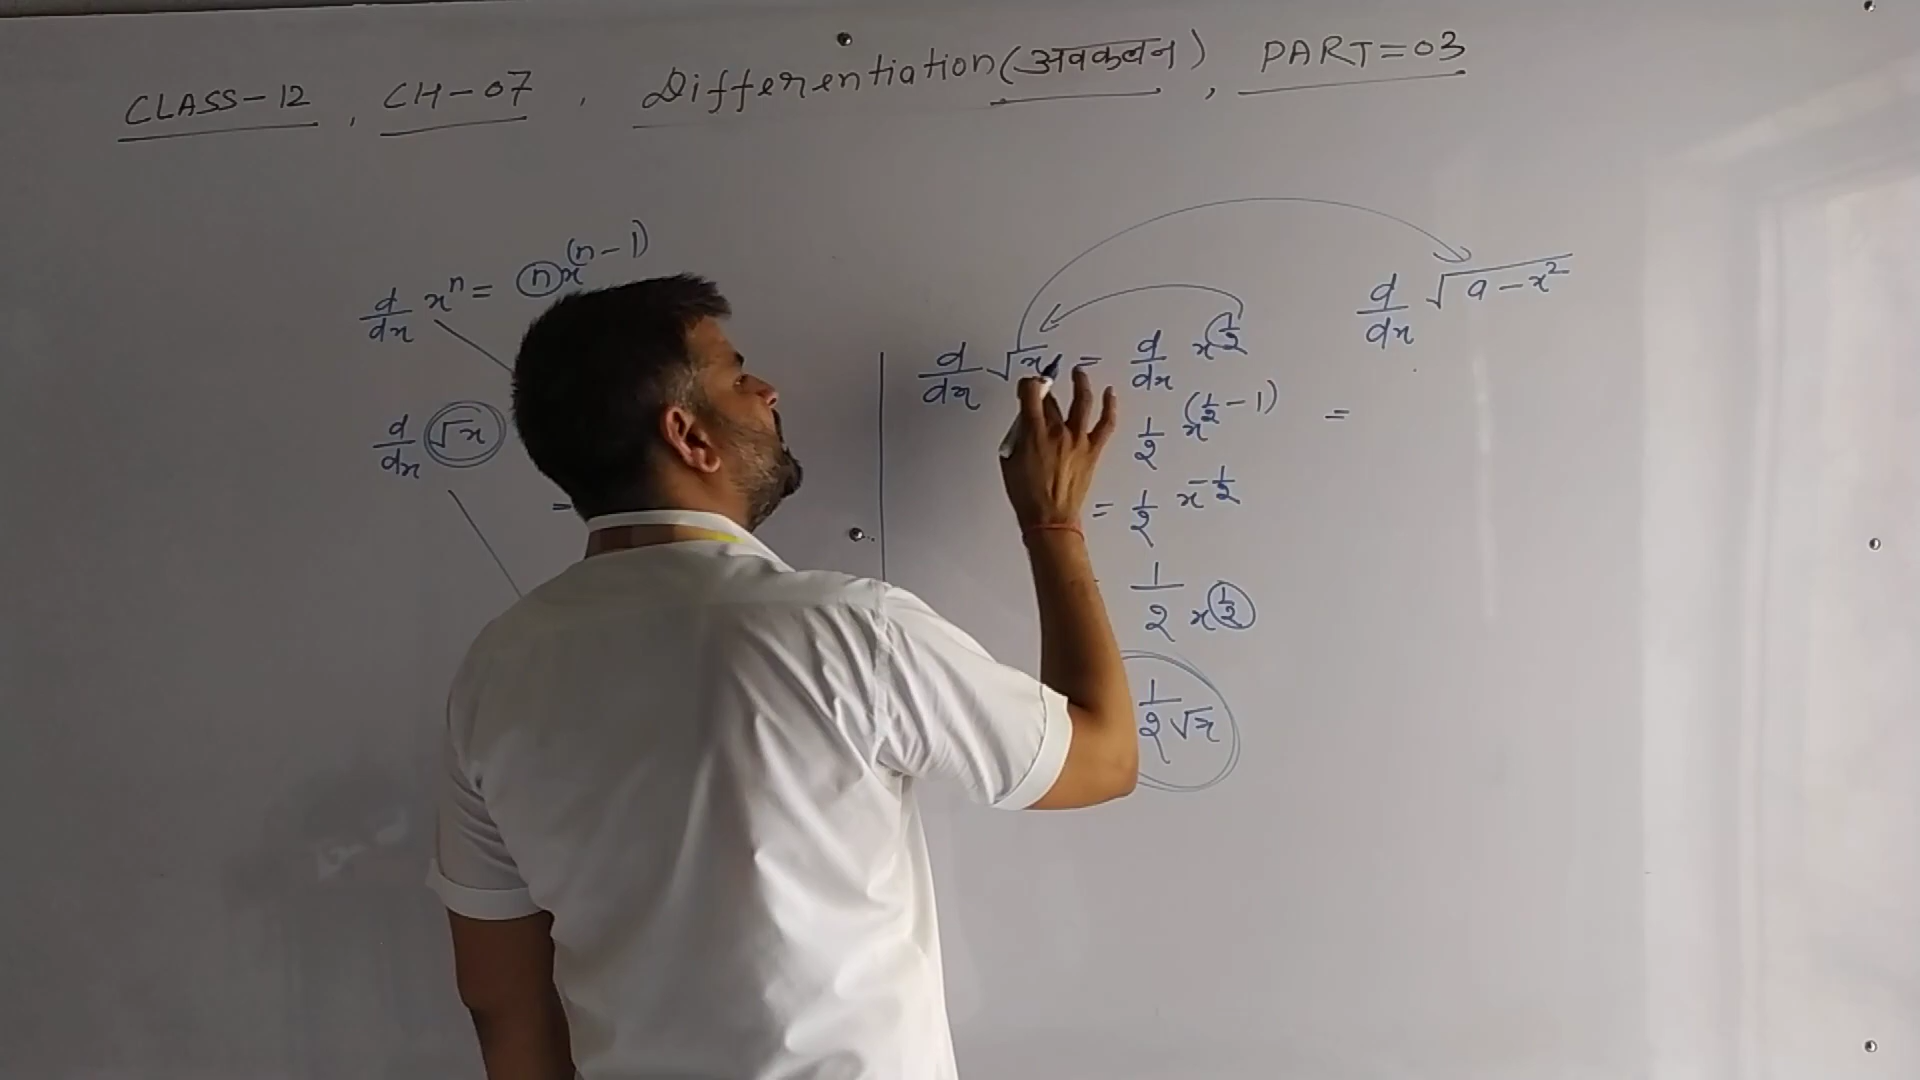 CLASS-12, CH-07, Differentiation (अवकलन), PART=03
d/dx xⁿ = n x^(n-1)
d/dx √x
=
d/dx √x = d/dx x^(1/2)
1/2 x^(1/2 - 1) =
= 1/2 x^(-1/2)
1/2 x^(1/2)
1/2√x
d/dx √(a-x²)